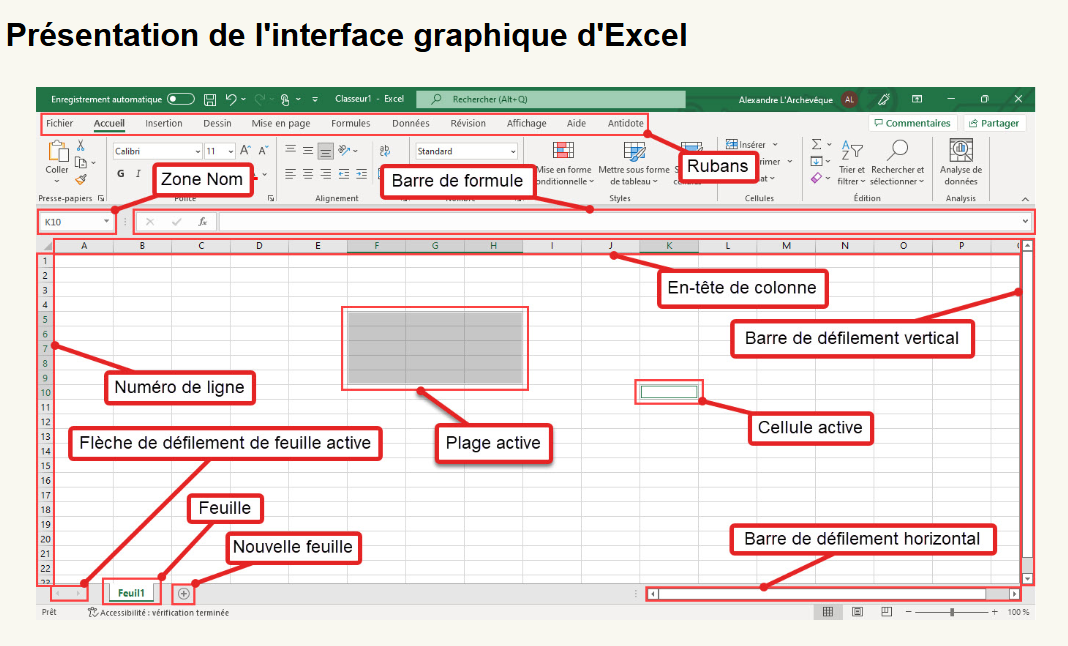 Présentation de l'interface graphique d'Excel
Enregistrement automatique Classeur1 - Excel Rechercher (Alt+Q) Alexandre L'Archevêque AL
Fichier Accueil Insertion Dessin Mise en page Formules Données Révision Affichage Aide Antidote Commentaires Partager
Calibri 11 A A ab Standard Insérer Σ A Z
Coller G I Mise en forme Mettre sous forme Trier et Rechercher et Analyse de
conditionnelle de tableau filtrer sélectionner données
Presse-papiers Police Alignement Styles Cellules Édition Analysis
Zone Nom
Barre de formule
Rubans
K10 fx
A B C D E F G H I J K L M N O P
1
2
3
4
5
6
7
8
9
10
11
12
13
14
15
16
17
18
19
20
21
22
23
En-tête de colonne
Barre de défilement vertical
Numéro de ligne
Cellule active
Flèche de défilement de feuille active
Plage active
Feuille
Nouvelle feuille
Barre de défilement horizontal
Feuil1
Prêt Accessibilité : vérification terminée 100 %